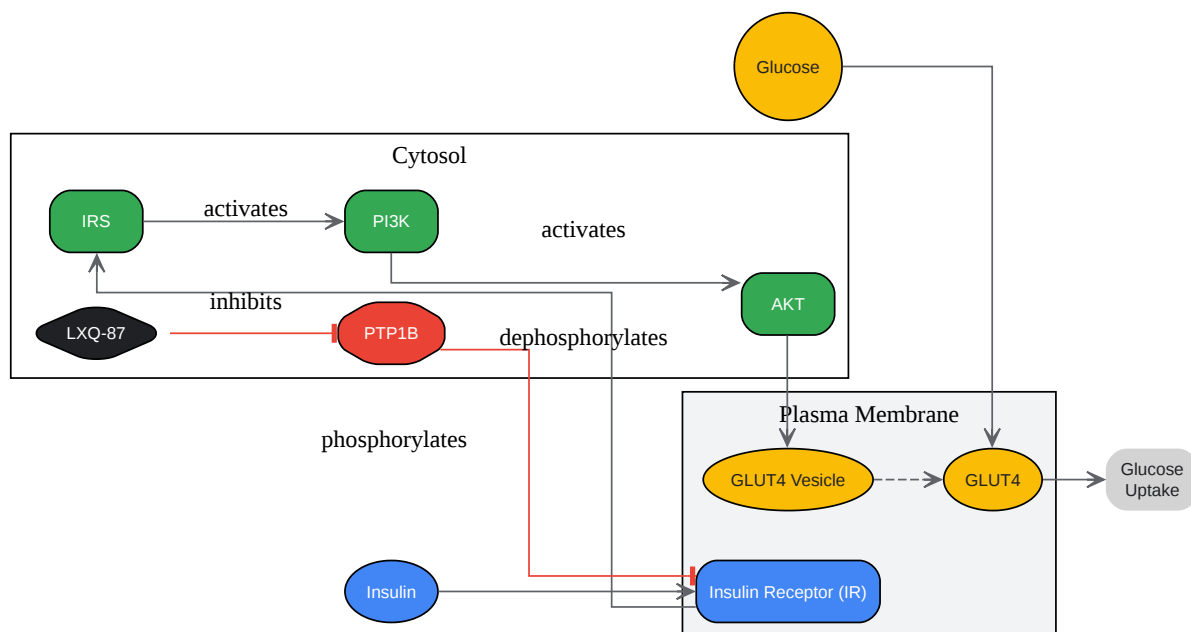 Glucose
Cytosol
IRS
activates
PI3K
activates
AKT
inhibits
LXQ-87
PTP1B
dephosphorylates
Plasma Membrane
phosphorylates
GLUT4 Vesicle
GLUT4
Glucose
Uptake
Insulin
Insulin Receptor (IR)